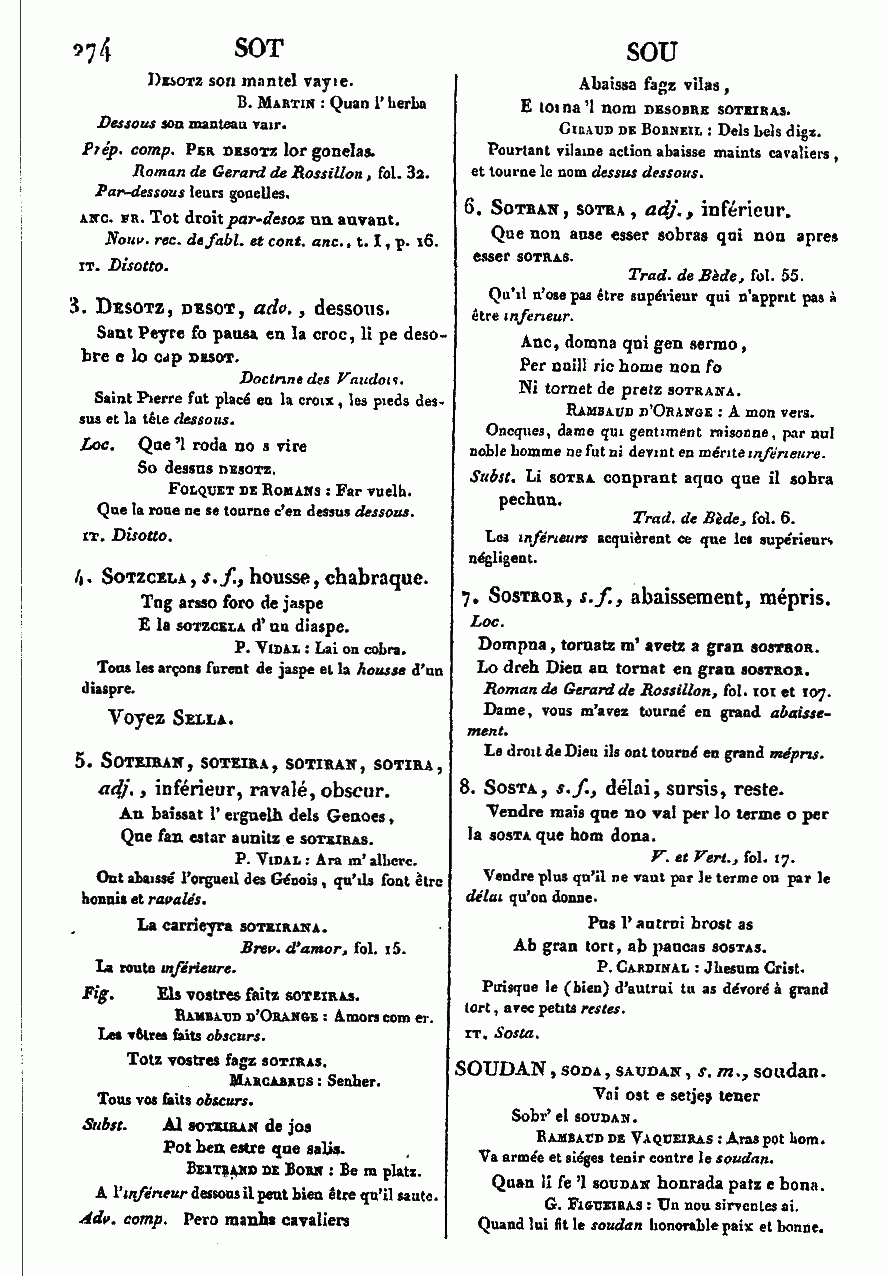 274 SOT SOU
DESOTZ son mantel vayre.
B. MARTIN : Quan l'herba
Dessous son manteau vair.
Prép. comp. PER DESOTZ lor gonelas.
Roman de Gerard de Rossillon, fol. 32.
Par-dessous leurs gonelles.
ANC. FR. Tot droit par-desoz un auvant.
Nouv. rec. de fabl. et cont. anc., t. I, p. 16.
IT. Disotto.
3. DESOTZ, DESOT, adv., dessous.
Sant Peyre fo pausa en la croc, li pe deso-
bre e lo cap DESOT.
Doctrine des Vaudois.
Saint Pierre fut placé en la croix, les pieds des-
sus et la tête dessous.
Loc. Que 'l roda no s vire
So dessus DESOTZ.
FOLQUET DE ROMANS : Far vuelh.
Que la roue ne se tourne c'en dessus dessous.
IT. Disotto.
4. SOTZCELA, s. f., housse, chabraque.
Tug arsso foro de jaspe
E la SOTZCELA d' un diaspe.
P. VIDAL : Lai on cobra.
Tous les arçons furent de jaspe et la housse d'un
diaspre.
Voyez SELLA.
5. SOTEIRAN, SOTEIRA, SOTIRAN, SOTIRA,
adj., inférieur, ravalé, obscur.
An baissat l' erguelh dels Genoes,
Que fan estar aunitz e SOTEIRAS.
P. VIDAL : Ara m' alberc.
Ont abaissé l'orgueil des Génois, qu'ils font être
honnis et ravalés.
La carrieyra SOTEIRANA.
Brev. d'amor, fol. 15.
La route inférieure.
Fig. Els vostres faitz SOTEIRAS.
RAMBAUD D'ORANGE : Amors com er.
Les vôtres faits obscurs.
Totz vostres fagz SOTIRAS.
MARCABRUS : Senher.
Tous vos faits obscurs.
Subst. Al SOTEIRAN de jos
Pot ben estre que salis.
BERTRAND DE BORN : Be m platz.
A l'inférieur dessous il peut bien être qu'il saute.
Adv. comp. Pero manhs cavaliers
Abaissa fagz vilas,
E torna 'l nom DESOBRE SOTEIRAS.
GIRAUD DE BORNEIL : Dels bels digz.
Pourtant vilaine action abaisse maints cavaliers,
et tourne le nom dessus dessous.
6. SOTRAN, SOTRA, adj., inférieur.
Que non ause esser sobras qui non apres
esser SOTRAS.
Trad. de Bède, fol. 55.
Qu'il n'ose pas être supérieur qui n'apprit pas à
être inférieur.
Anc, domna qui gen sermo,
Per nuill ric home non fo
Ni tornet de pretz SOTRANA.
RAMBAUD D'ORANGE : A mon vers.
Oncques, dame qui gentiment raisonne, par nul
noble homme ne fut ni devint en mérite inférieure.
Subst. Li SOTRA conprant aquo que il sobra
pechun.
Trad. de Bède, fol. 6.
Les inférieurs acquièrent ce que les supérieurs
négligent.
7. SOSTROR, s. f., abaissement, mépris.
Loc.
Dompna, tornatz m' avetz a gran SOSTROR.
Lo dreh Dieu an tornat en gran SOSTROR.
Roman de Gerard de Rossillon, fol. 101 et 107.
Dame, vous m'avez tourné en grand abaisse-
ment.
Le droit de Dieu ils ont tourné en grand mépris.
8. SOSTA, s. f., délai, sursis, reste.
Vendre mais que no val per lo terme o per
la SOSTA que hom dona.
V. et Vert., fol. 17.
Vendre plus qu'il ne vaut par le terme ou par le
délai qu'on donne.
Pus l' autrui brost as
Ab gran tort, ab paucas SOSTAS.
P. CARDINAL : Jhesum Crist.
Puisque le (bien) d'autrui tu as dévoré à grand
tort, avec petits restes.
IT. Sosta.
SOUDAN, SODA, SAUDAN, s. m., soudan.
Vai ost e setjes tener
Sobr' el SOUDAN.
RAMBAUD DE VAQUEIRAS : Aras pot hom.
Va armée et siéges tenir contre le soudan.
Quan li fe 'l SOUDAN honrada patz e bona.
G. FIGUEIRAS : Un nou sirventes ai.
Quand lui fit le soudan honorable paix et bonne.